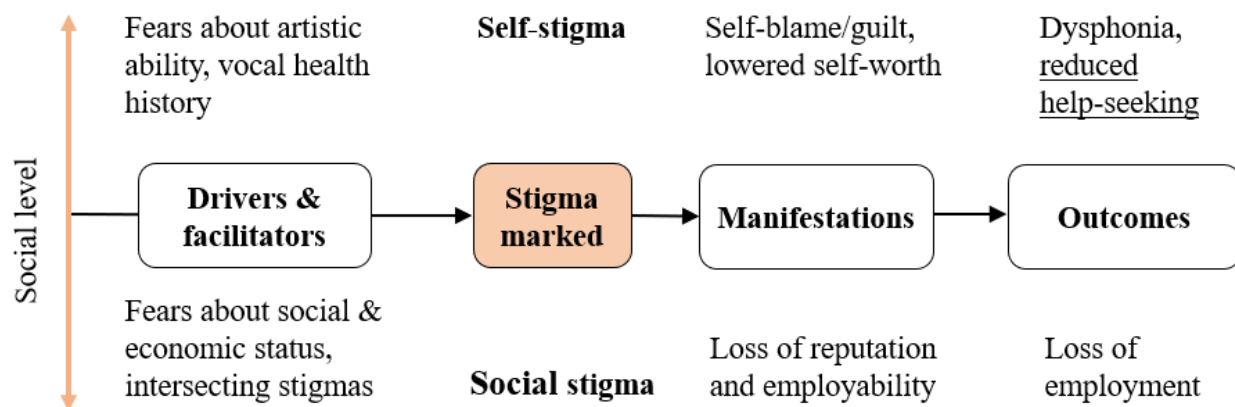 Social level
Fears about artistic
ability, vocal health
history
Self-stigma
Self-blame/guilt,
lowered self-worth
Dysphonia,
reduced
help-seeking
Drivers &
facilitators
Stigma
marked
Manifestations
Outcomes
Fears about social &
economic status,
intersecting stigmas
Social stigma
Loss of reputation
and employability
Loss of
employment